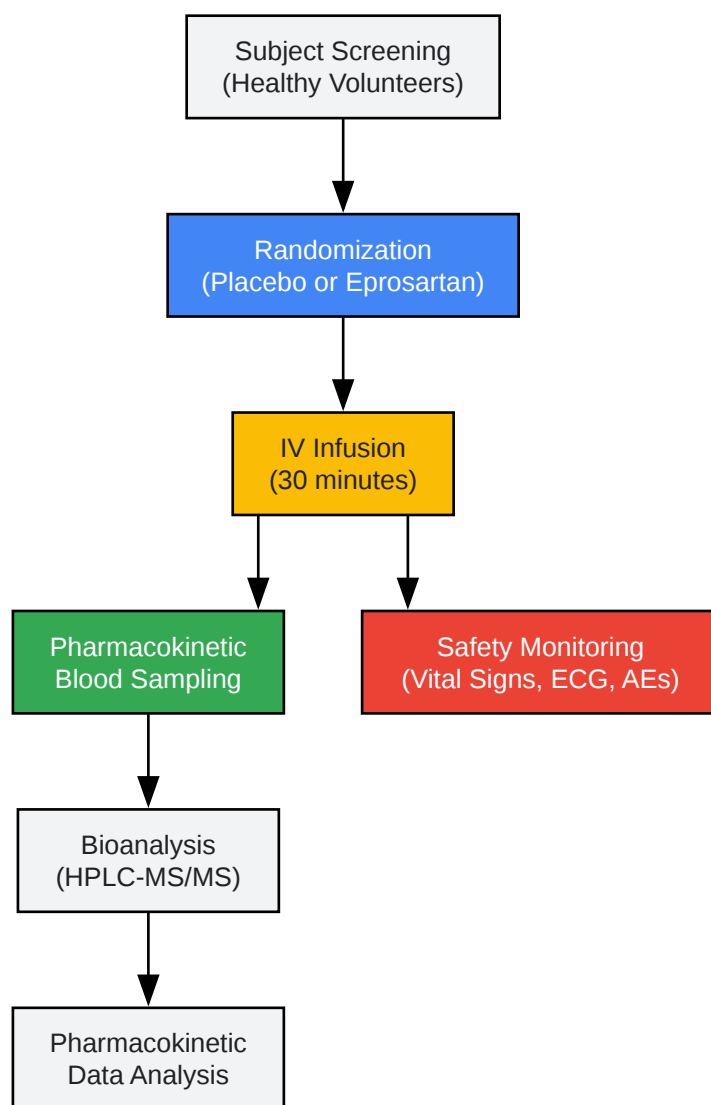 Subject Screening
(Healthy Volunteers)
Randomization
(Placebo or Eprosartan)
IV Infusion
(30 minutes)
Pharmacokinetic
Blood Sampling
Safety Monitoring
(Vital Signs, ECG, AEs)
Bioanalysis
(HPLC-MS/MS)
Pharmacokinetic
Data Analysis